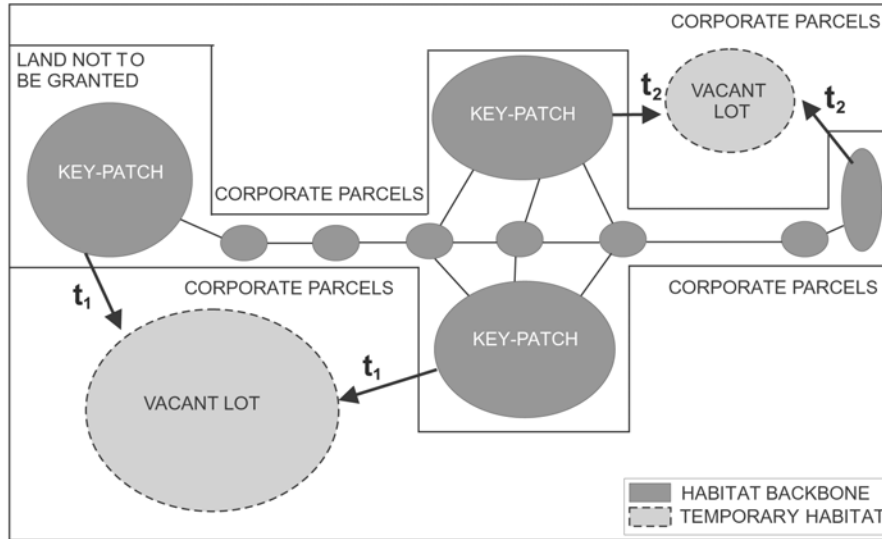 CORPORATE PARCELS
LAND NOT TO
BE GRANTED
KEY-PATCH
t₂
VACANT
LOT
t₂
KEY-PATCH
CORPORATE PARCELS
CORPORATE PARCELS
CORPORATE PARCELS
t₁
KEY-PATCH
t₁
VACANT LOT
HABITAT BACKBONE
TEMPORARY HABITAT